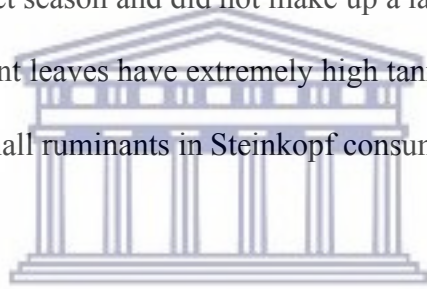 et season and did not make up a la
nt leaves have extremely high tan
all ruminants in Steinkopf consum